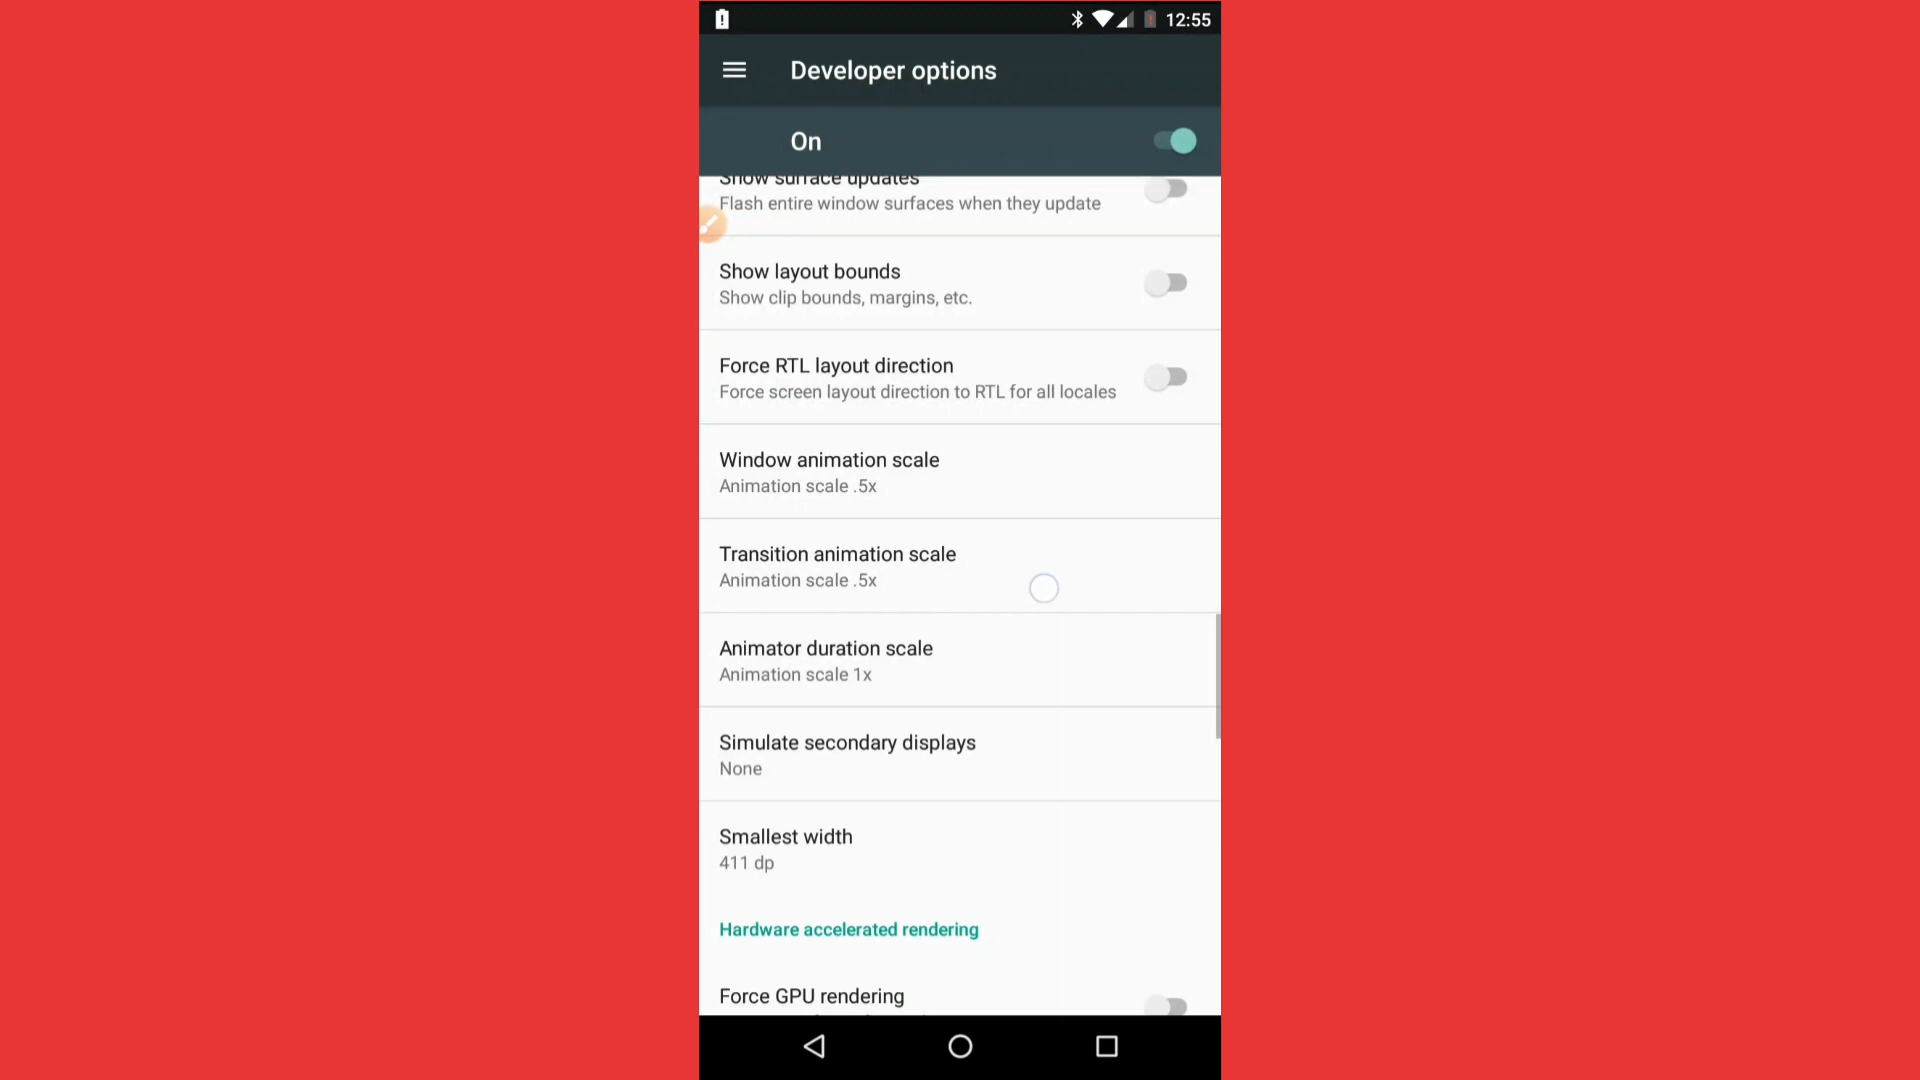 12:55
Developer options
On
Show surface updates
Flash entire window surfaces when they update
Show layout bounds
Show clip bounds, margins, etc.
Force RTL layout direction
Force screen layout direction to RTL for all locales
Window animation scale
Animation scale .5x
Transition animation scale
Animation scale .5x
Animator duration scale
Animation scale 1x
Simulate secondary displays
None
Smallest width
411 dp
Hardware accelerated rendering
Force GPU rendering